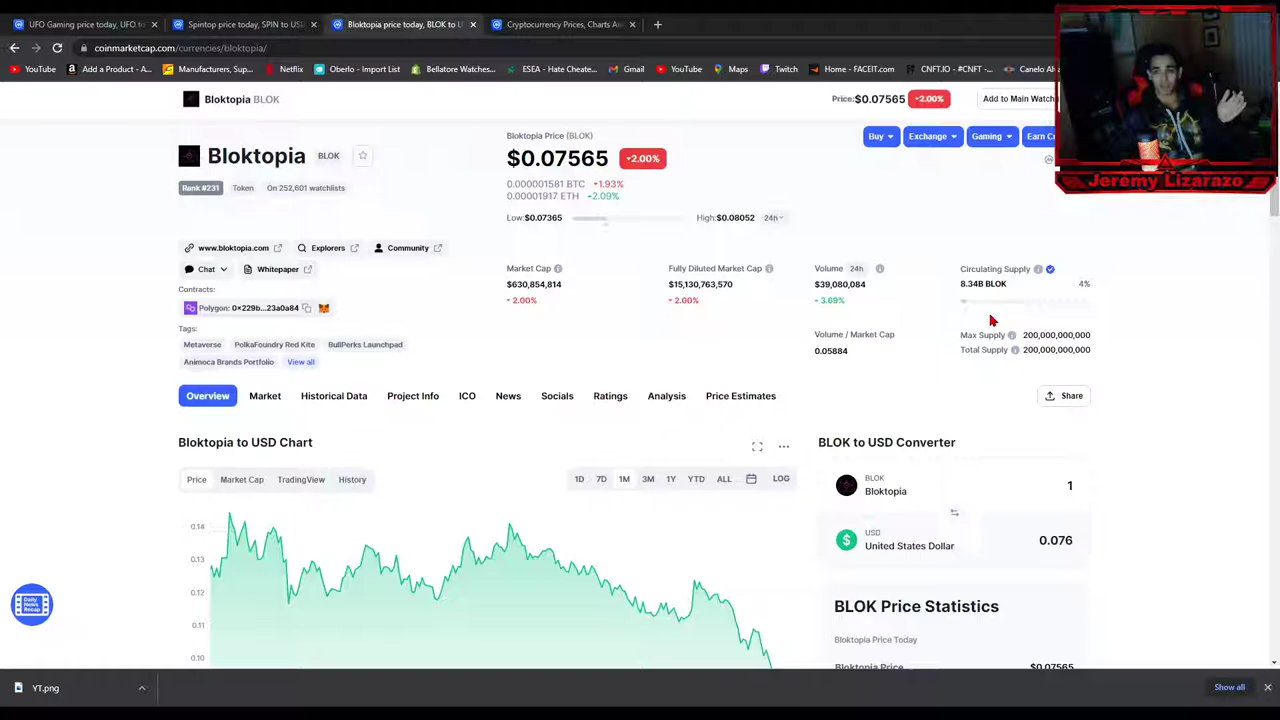 UFO Gaming price today, UFO to
Spintop price today, SPIN to USD
Bloktopia price today, BLOK to U
Cryptocurrency Prices, Charts An
coinmarketcap.com/currencies/bloktopia/
YouTube
Add a Product - A...
Manufacturers, Sup...
Netflix
Oberlo - Import List
Bellatore Watches...
ESEA - Hate Cheate...
Gmail
YouTube
Maps
Twitch
Home - FACEIT.com
CNFT.IO - #CNFT -...
Canelo Al
Jeremy Lizarazo
Bloktopia BLOK
Price: $0.07565 2.00%
Add to Main Watch
Bloktopia Price (BLOK)
Buy
Exchange
Gaming
Earn Cr
Bloktopia BLOK
$0.07565 2.00%
Rank #231
Token
On 252,601 watchlists
0.000001581 BTC 1.93%
0.00001917 ETH 2.09%
Low: $0.07365
High: $0.08052
24h
www.bloktopia.com
Explorers
Community
Chat
Whitepaper
Contracts:
Polygon: 0x229b...23a0a84
Tags:
Metaverse
PolkaFoundry Red Kite
BullPerks Launchpad
Animoca Brands Portfolio
View all
Market Cap
$630,854,814
2.00%
Fully Diluted Market Cap
$15,130,763,570
2.00%
Volume 24h
$39,080,084
3.69%
Volume / Market Cap
0.05884
Circulating Supply
8.34B BLOK 4%
Max Supply 200,000,000,000
Total Supply 200,000,000,000
Overview
Market
Historical Data
Project Info
ICO
News
Socials
Ratings
Analysis
Price Estimates
Share
Bloktopia to USD Chart
Price
Market Cap
TradingView
History
1D
7D
1M
3M
1Y
YTD
ALL
LOG
0.14
0.13
0.12
0.11
0.10
BLOK to USD Converter
BLOK
Bloktopia
1
USD
United States Dollar
0.076
BLOK Price Statistics
Bloktopia Price Today
Bloktopia Price
$0.07565
Daily
News
Recap
YT.png
Show all